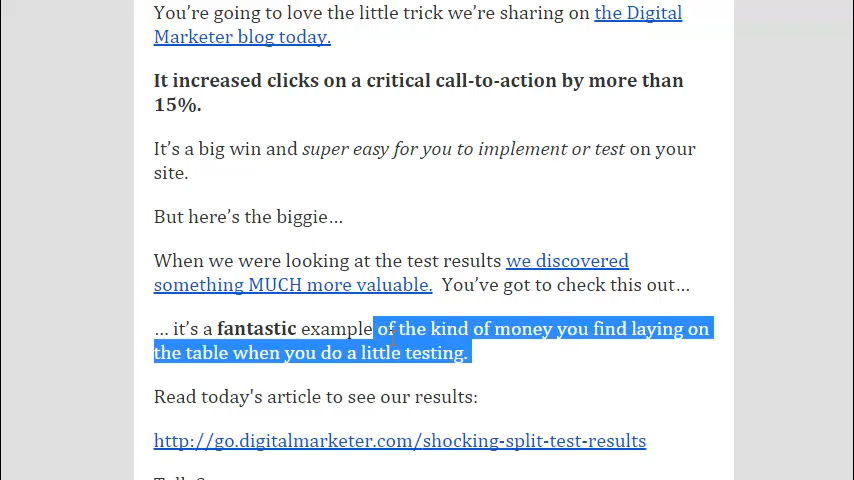 You're going to love the little trick we're sharing on the Digital
Marketer blog today.
It increased clicks on a critical call-to-action by more than
15%.
It's a big win and super easy for you to implement or test on your
site.
But here's the biggie...
When we were looking at the test results we discovered
something MUCH more valuable. You've got to check this out...
... it's a fantastic example of the kind of money you find laying on
the table when you do a little testing.
Read today's article to see our results:
http://go.digitalmarketer.com/shocking-split-test-results